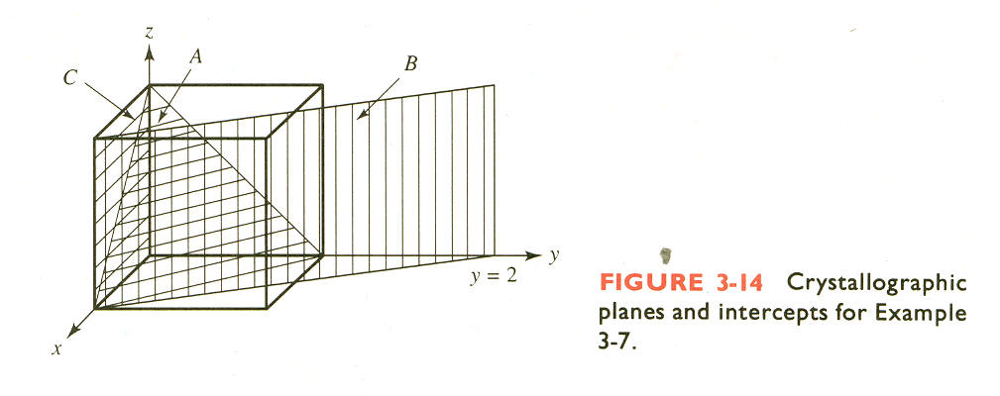 z
A
C
B
y
y = 2
x
FIGURE 3-14 Crystallographic
planes and intercepts for Example
3-7.